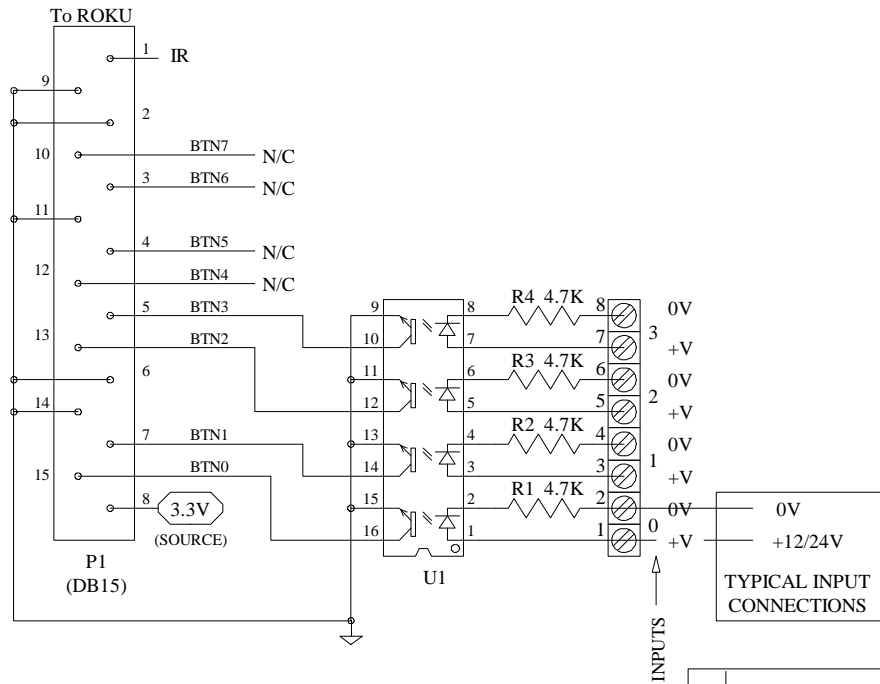 To ROKU
1 IR
9
2
10 BTN7 N/C
3 BTN6 N/C
11
4 BTN5 N/C
12 BTN4 N/C
5 BTN3
13 BTN2
6
14
7 BTN1
15 BTN0
8 3.3V
(SOURCE)
P1
(DB15)
9 8 R4 4.7K 8 0V
10 7 7 +V
3
11 6 R3 4.7K 6 0V
12 5 5 +V
2
13 4 R2 4.7K 4 0V
14 3 3 +V
1
15 2 R1 4.7K 2 0V
16 1 1 +V
0
U1
INPUTS
0V
+12/24V
TYPICAL INPUT
CONNECTIONS